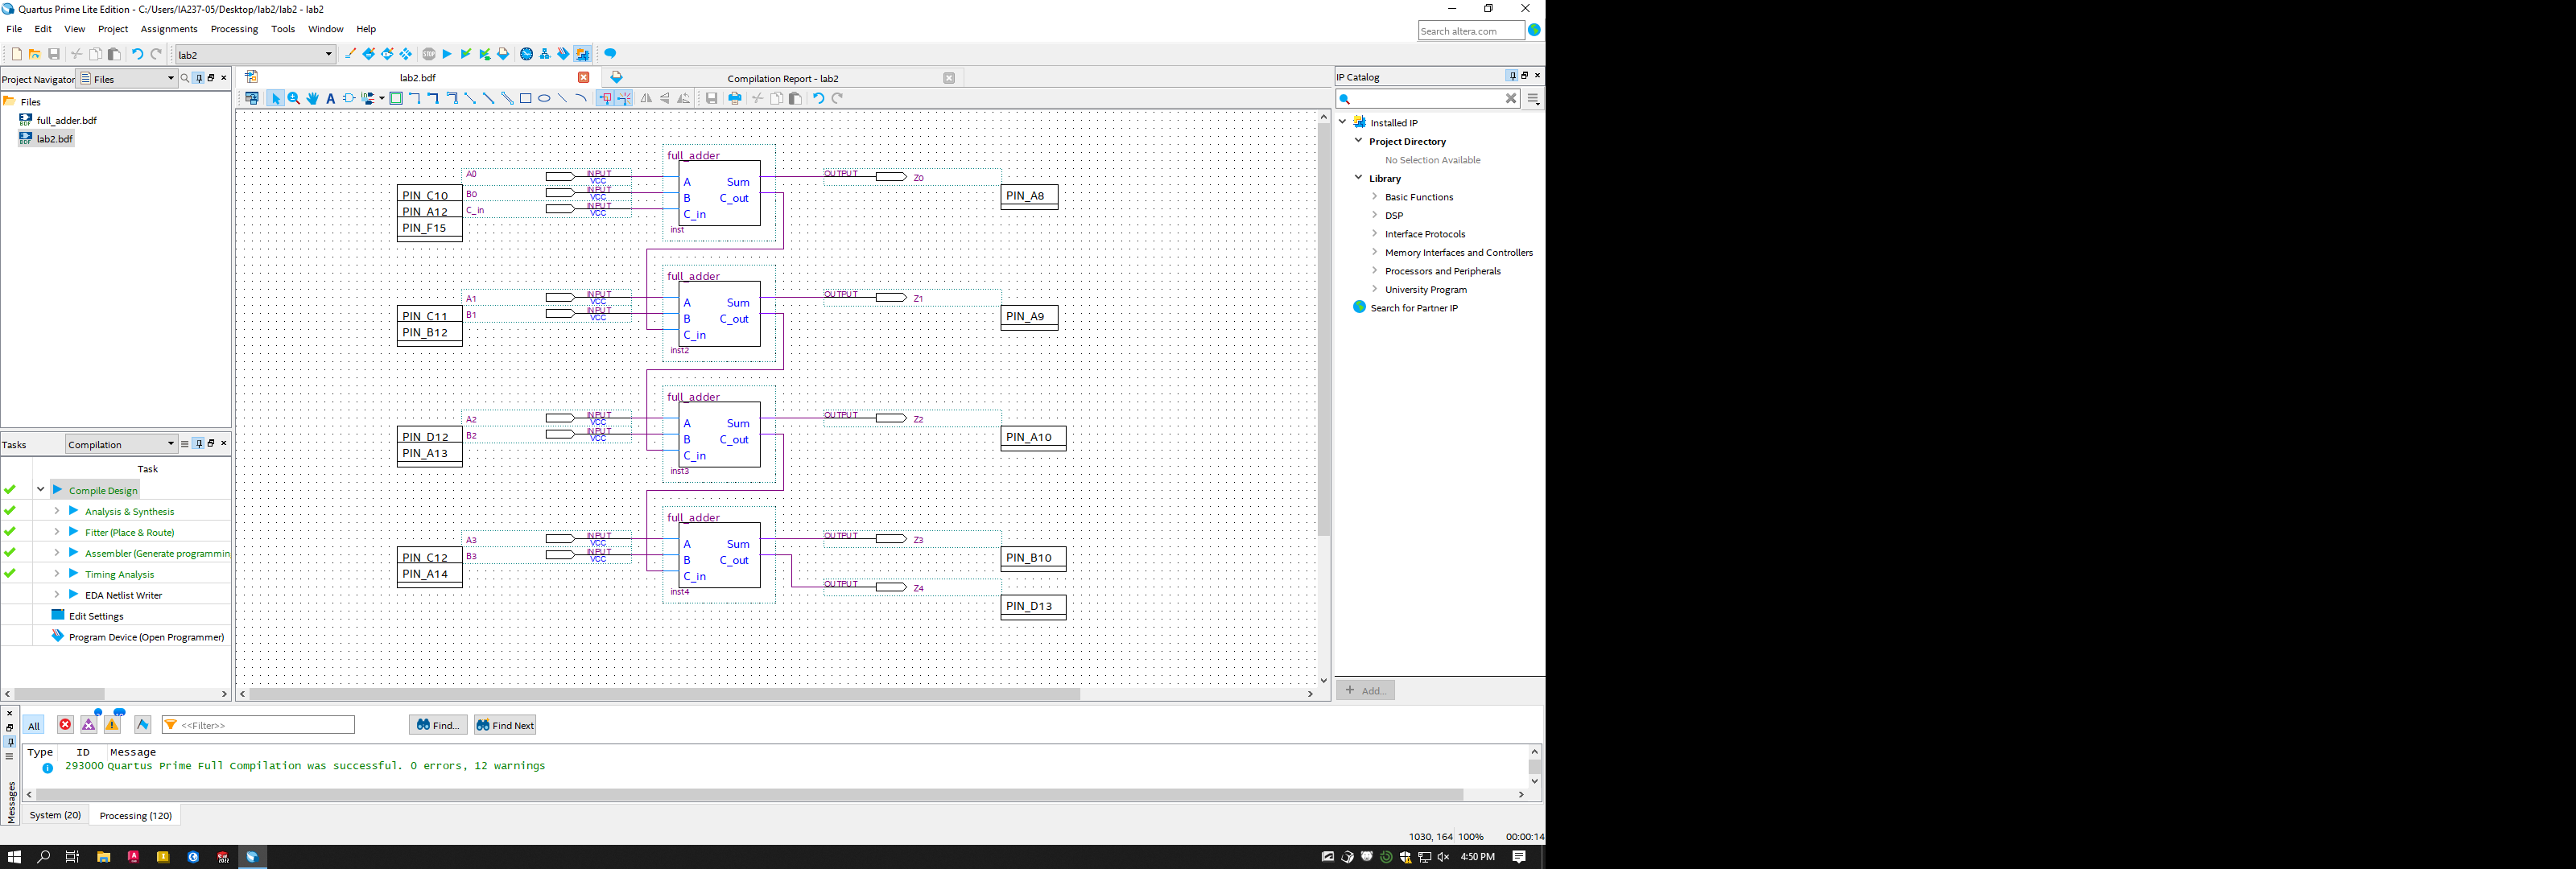 Quartus Prime Lite Edition - C:/Users/IA237-05/Desktop/lab2/lab2 - lab2
File Edit View Project Assignments Processing Tools Window Help
Search altera.com
lab2
Project Navigator Files
lab2.bdf
Compilation Report - lab2
IP Catalog
Files
full_adder.bdf
lab2.bdf
Installed IP
Project Directory
No Selection Available
Library
Basic Functions
DSP
Interface Protocols
Memory Interfaces and Controllers
Processors and Peripherals
University Program
Search for Partner IP
Add...
full_adder
A0 INPUT VCC
B0 INPUT VCC
C_in INPUT VCC
PIN_C10
PIN_A12
PIN_F15
A Sum
B C_out
C_in
inst
OUTPUT Z0
PIN_A8
full_adder
A1 INPUT VCC
B1 INPUT VCC
PIN_C11
PIN_B12
A Sum
B C_out
C_in
inst2
OUTPUT Z1
PIN_A9
full_adder
A2 INPUT VCC
B2 INPUT VCC
PIN_D12
PIN_A13
A Sum
B C_out
C_in
inst3
OUTPUT Z2
PIN_A10
full_adder
A3 INPUT VCC
B3 INPUT VCC
PIN_C12
PIN_A14
A Sum
B C_out
C_in
inst4
OUTPUT Z3
PIN_B10
OUTPUT Z4
PIN_D13
Tasks Compilation
Task
Compile Design
Analysis & Synthesis
Fitter (Place & Route)
Assembler (Generate programmin
Timing Analysis
EDA Netlist Writer
Edit Settings
Program Device (Open Programmer)
All <<Filter>> Find... Find Next
Type ID Message
293000 Quartus Prime Full Compilation was successful. 0 errors, 12 warnings
Messages
System (20) Processing (120)
1030, 164 100% 00:00:14
4:50 PM